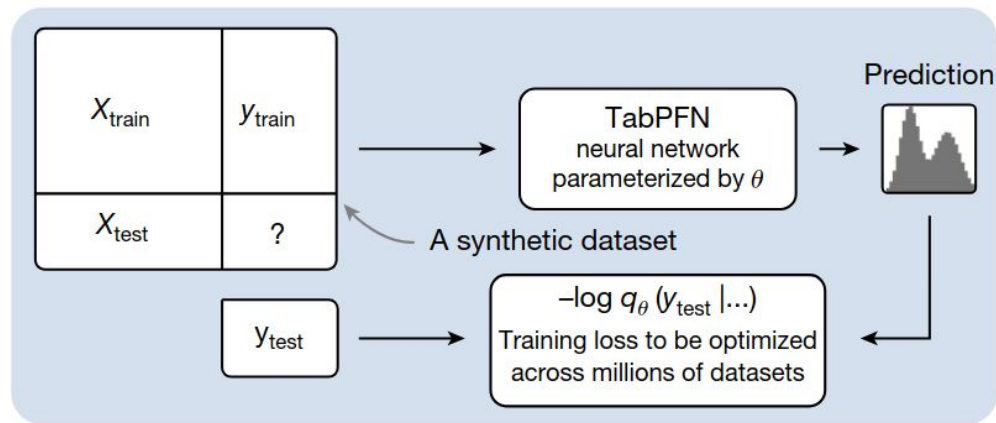 X_train
y_train
X_test
?
A synthetic dataset
TabPFN
neural network
parameterized by θ
Prediction
y_test
–log q_θ (y_test |...)
Training loss to be optimized
across millions of datasets